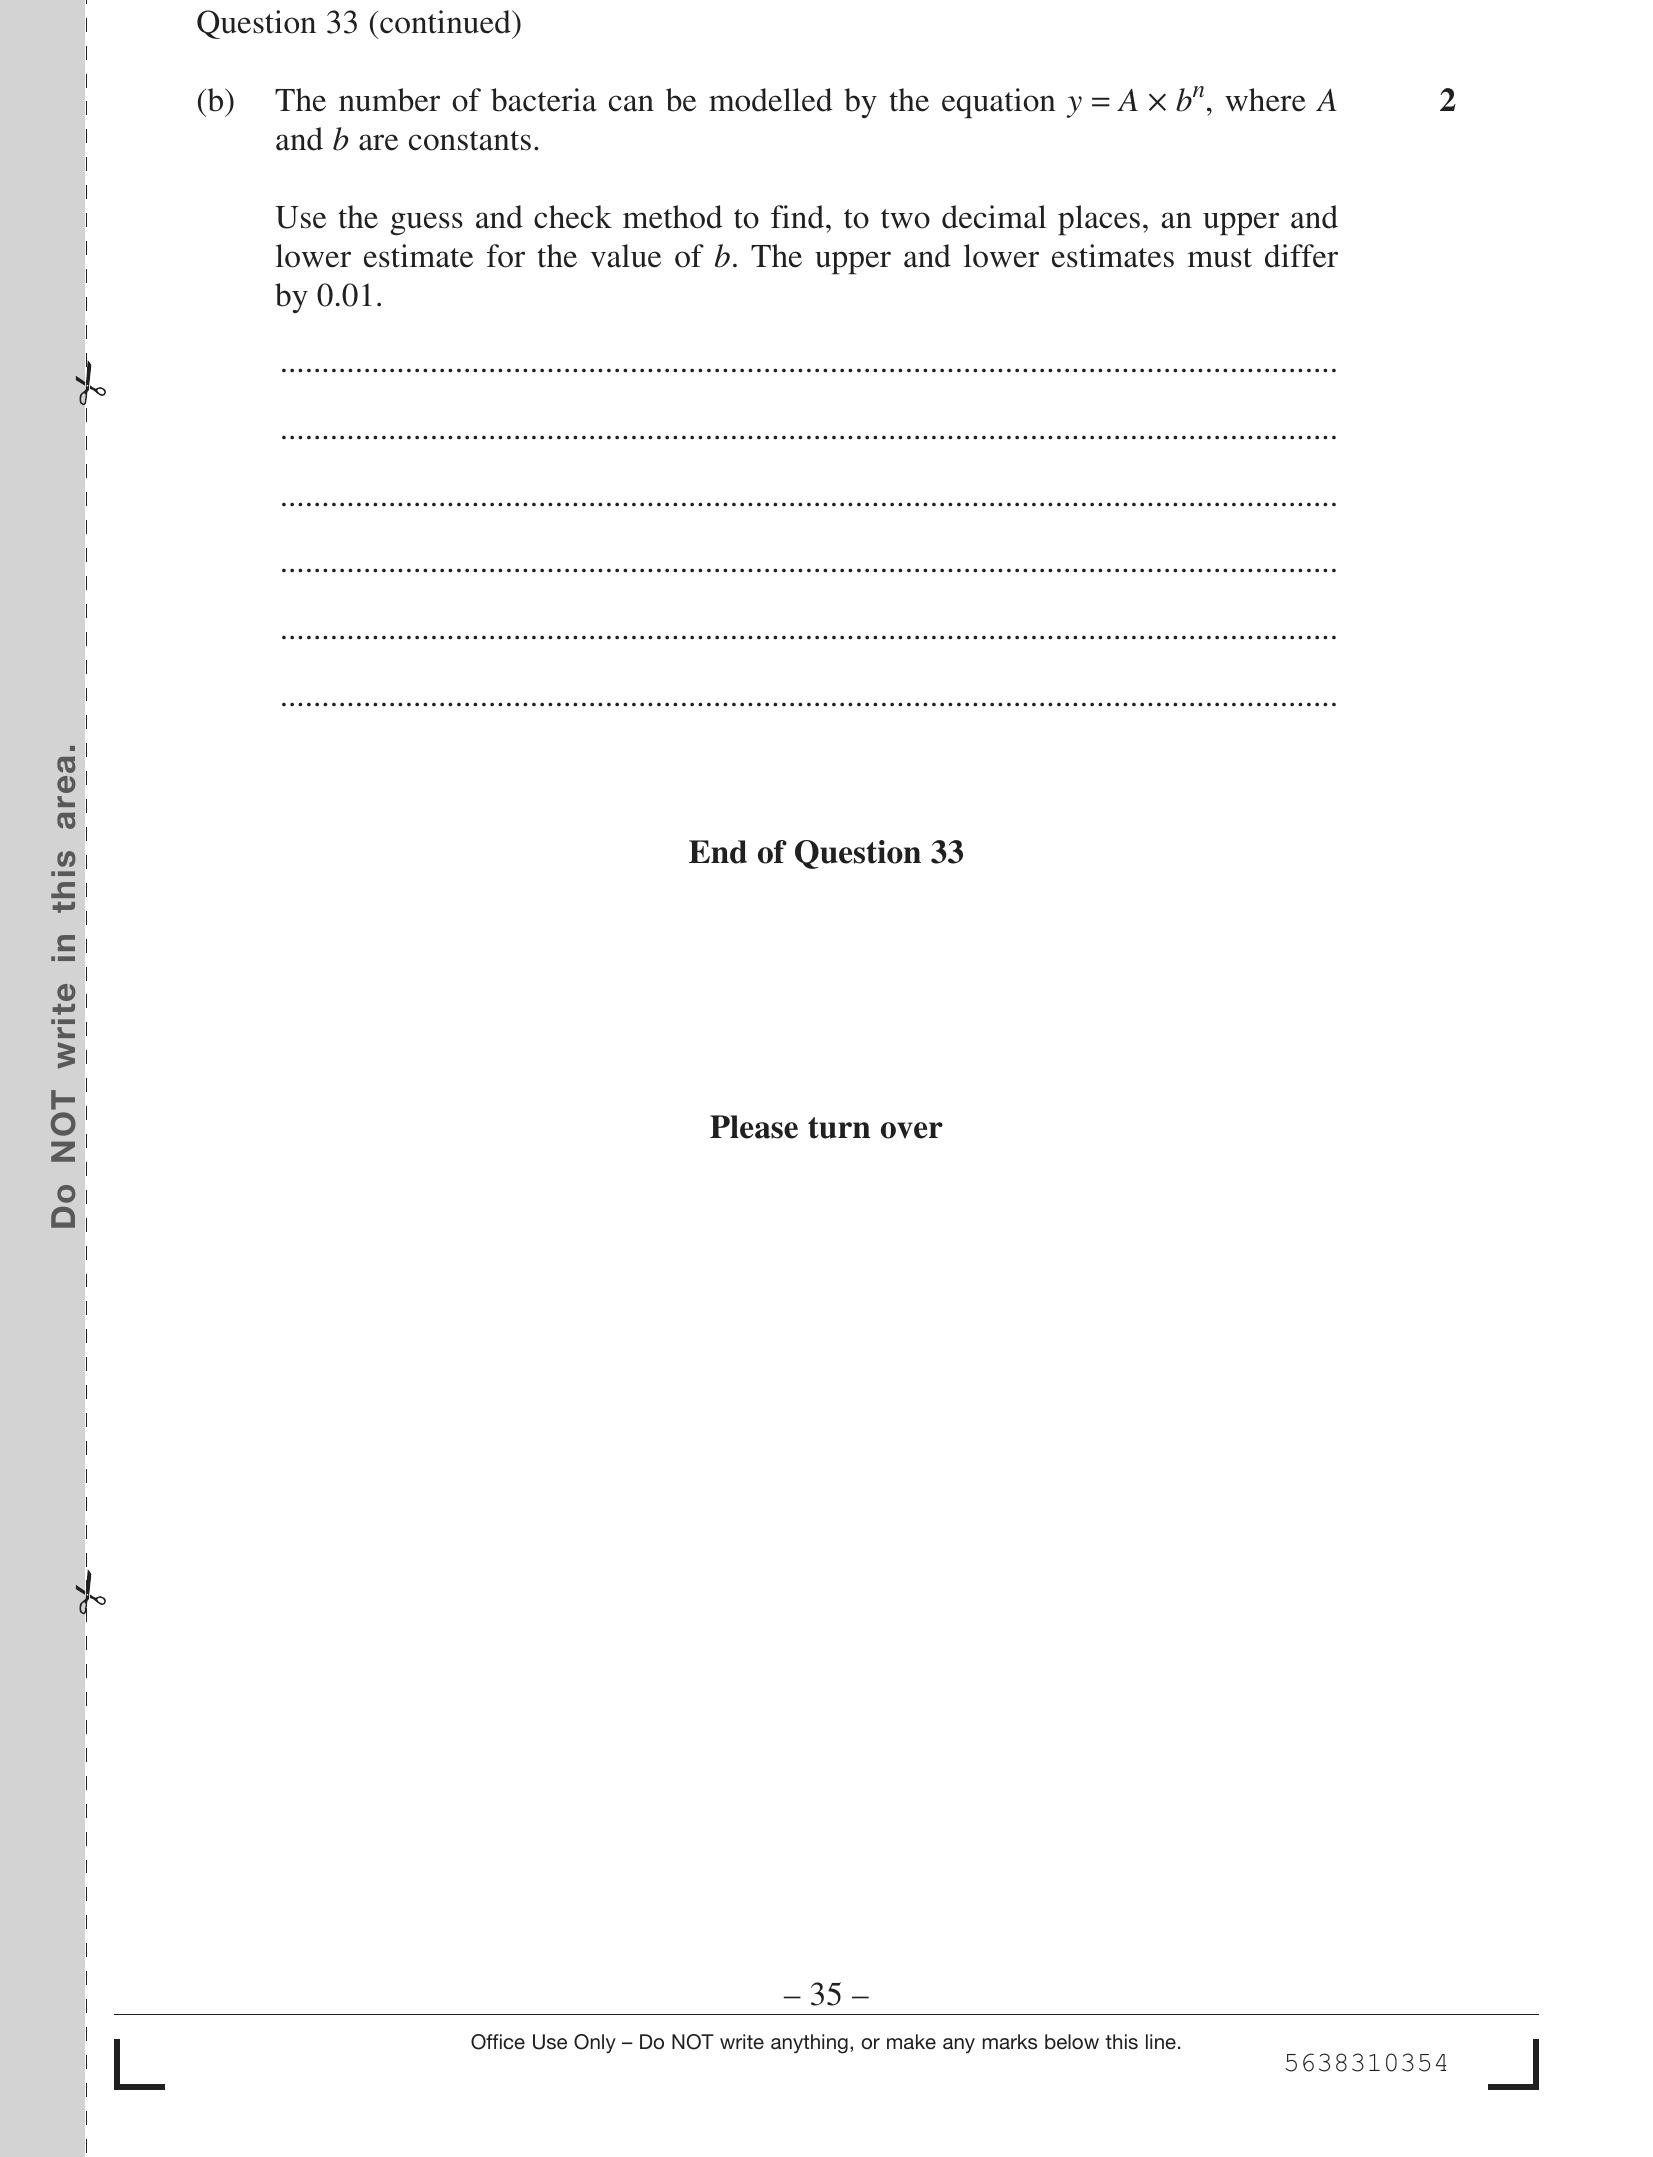 Question 33 (continued)
(b) The number of bacteria can be modelled by the equation y = A × bⁿ, where A 2
and b are constants.
Use the guess and check method to find, to two decimal places, an upper and
lower estimate for the value of b. The upper and lower estimates must differ
by 0.01.
................................................................
................................................................
................................................................
................................................................
................................................................
................................................................
Do NOT write in this area.
End of Question 33
Please turn over
– 35 –
Office Use Only – Do NOT write anything, or make any marks below this line.
5638310354